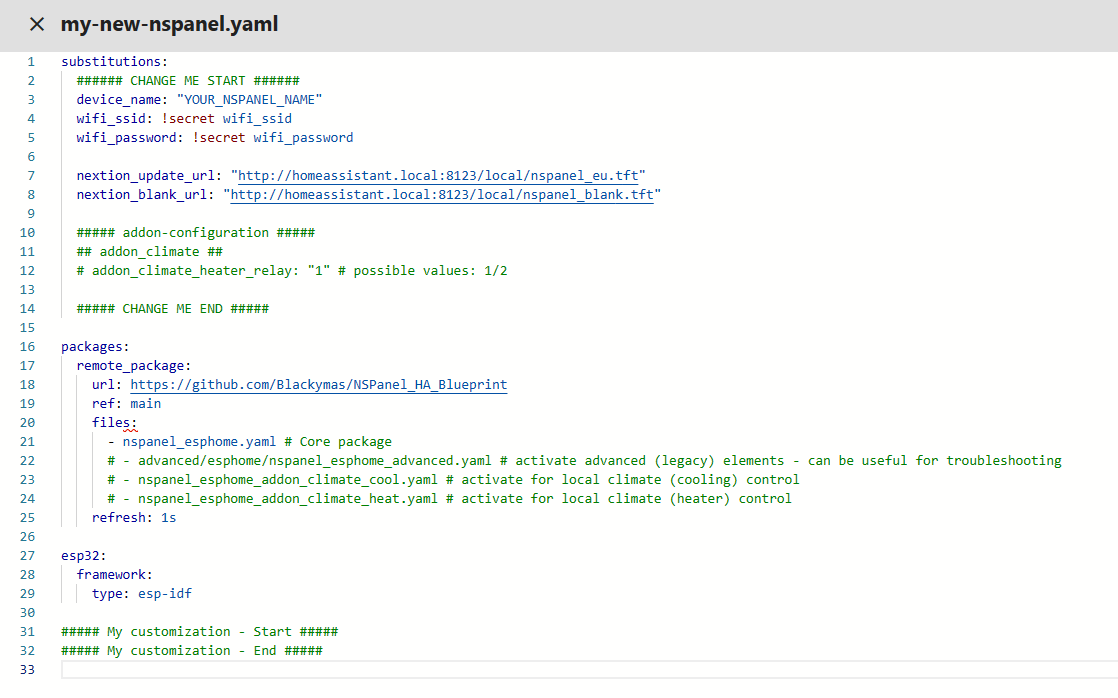 × my-new-nspanel.yaml
1 substitutions:
2 ###### CHANGE ME START ######
3 device_name: "YOUR_NSPANEL_NAME"
4 wifi_ssid: !secret wifi_ssid
5 wifi_password: !secret wifi_password
6
7 nextion_update_url: "http://homeassistant.local:8123/local/nspanel_eu.tft"
8 nextion_blank_url: "http://homeassistant.local:8123/local/nspanel_blank.tft"
9
10 ##### addon-configuration #####
11 ## addon_climate ##
12 # addon_climate_heater_relay: "1" # possible values: 1/2
13
14 ##### CHANGE ME END #####
15
16 packages:
17 remote_package:
18 url: https://github.com/Blackymas/NSPanel_HA_Blueprint
19 ref: main
20 files:
21 - nspanel_esphome.yaml # Core package
22 # - advanced/esphome/nspanel_esphome_advanced.yaml # activate advanced (legacy) elements - can be useful for troubleshooting
23 # - nspanel_esphome_addon_climate_cool.yaml # activate for local climate (cooling) control
24 # - nspanel_esphome_addon_climate_heat.yaml # activate for local climate (heater) control
25 refresh: 1s
26
27 esp32:
28 framework:
29 type: esp-idf
30
31 ##### My customization - Start #####
32 ##### My customization - End #####
33